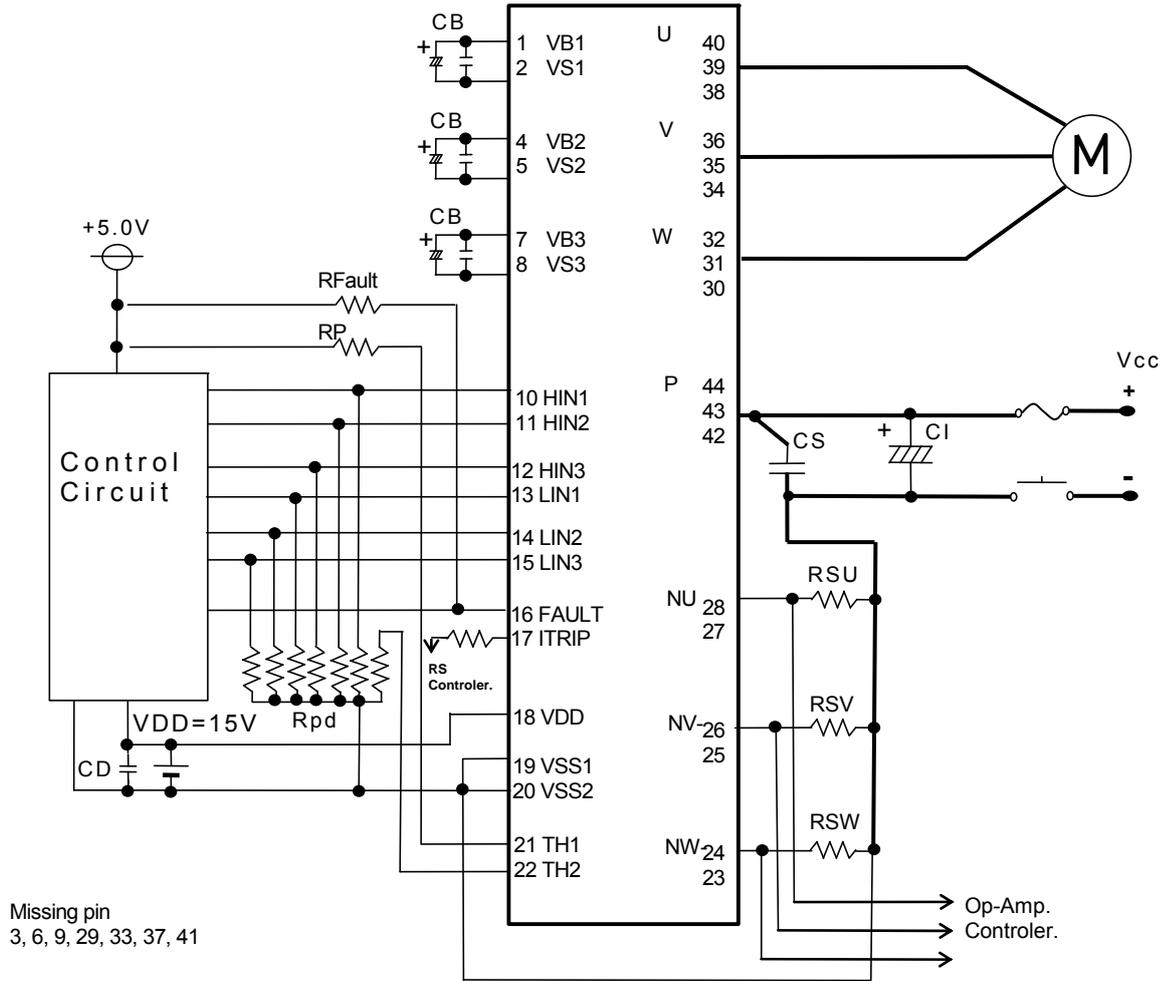 CB
+
1 VB1
2 VS1
U
40
39
38
CB
+
4 VB2
5 VS2
V
36
35
34
M
CB
+
7 VB3
8 VS3
W
32
31
30
+5.0V
RFault
RP
P
44
43
42
Vcc
+
CS
+
CI
-
10 HIN1
11 HIN2
12 HIN3
13 LIN1
14 LIN2
15 LIN3
16 FAULT
17 ITRIP
Control
Circuit
RS
Controler.
Rpd
VDD=15V
18 VDD
CD
19 VSS1
20 VSS2
21 TH1
22 TH2
NU 28
27
RSU
NV-26
25
RSV
NW-24
23
RSW
Op-Amp.
Controler.
Missing pin
3, 6, 9, 29, 33, 37, 41